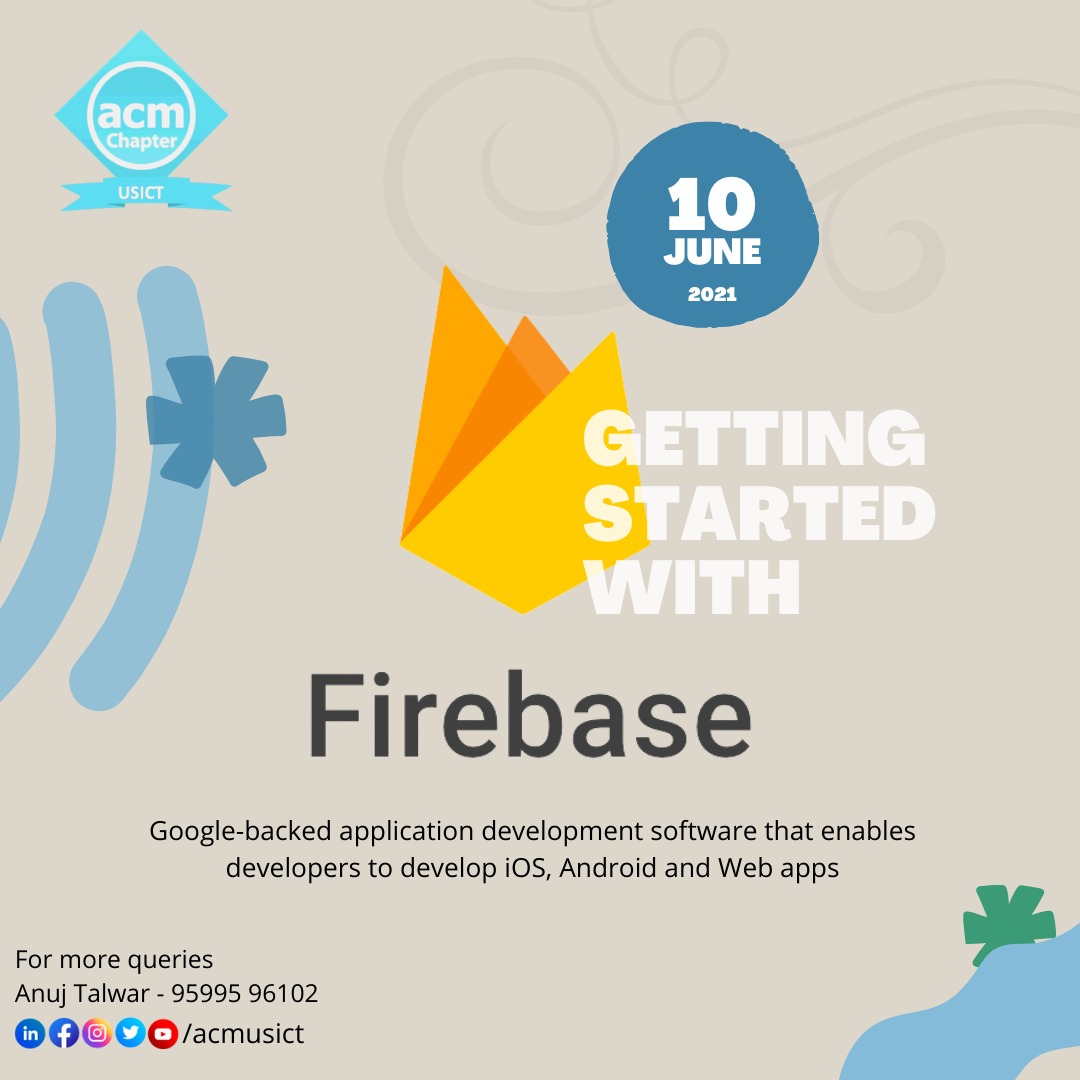 acm
Chapter
USICT
10
JUNE
2021
GETTING
STARTED
WITH
Firebase
Google-backed application development software that enables
developers to develop iOS, Android and Web apps
For more queries
Anuj Talwar - 95995 96102
in f /acmusict